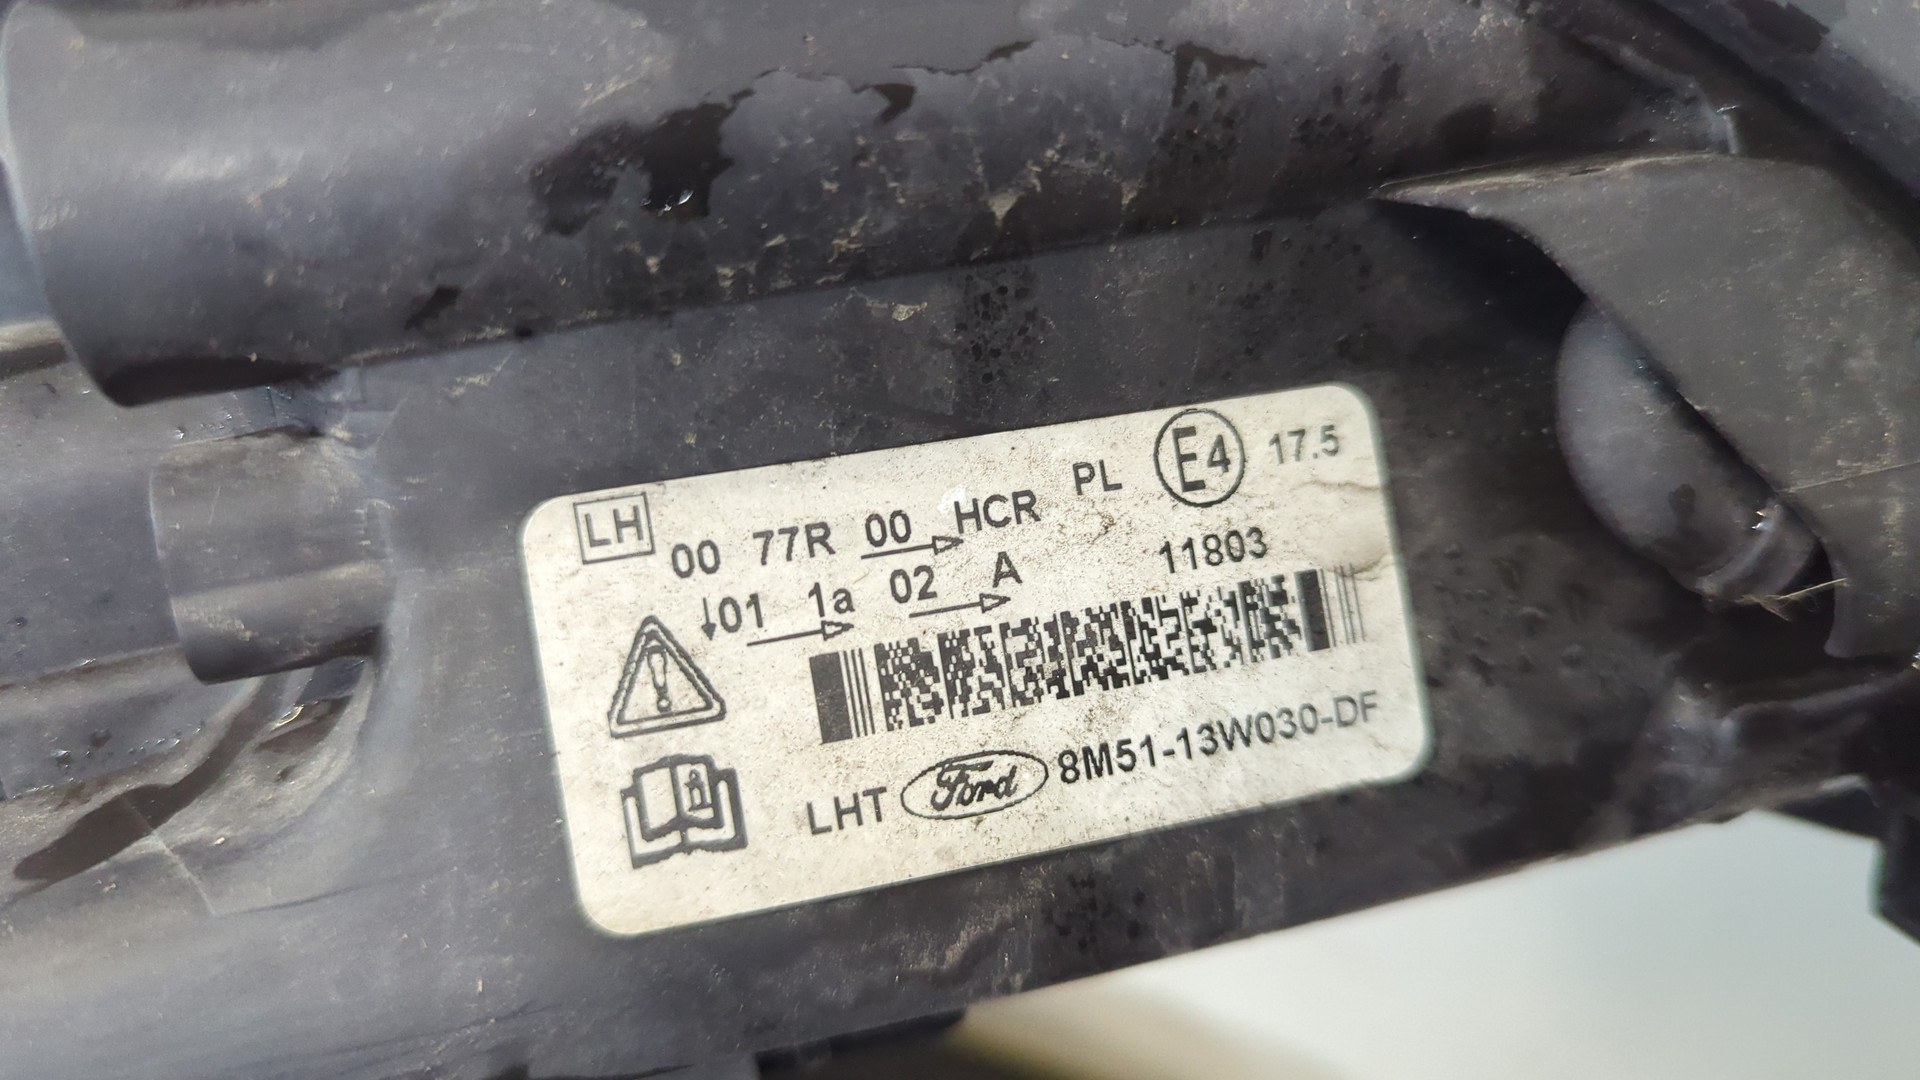 LH 00 77R 00 HCR PL E4 17.5
↓01 1a 02 A 11803
LHT Ford 8M51-13W030-DF